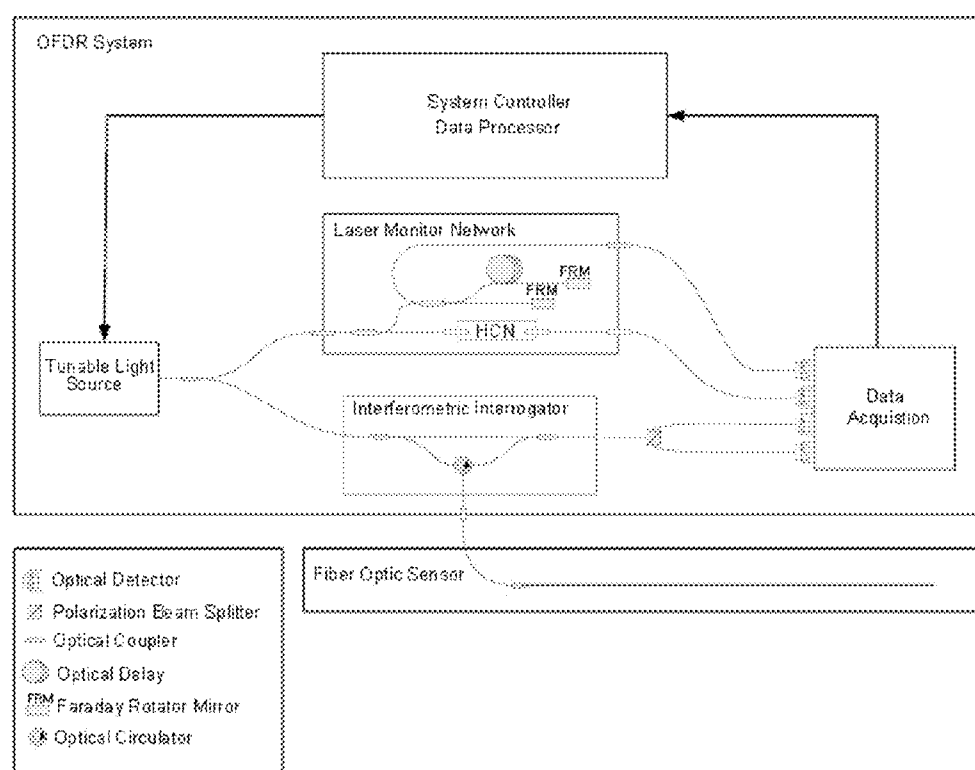 OFDR System
System Controller
Data Processor
Laser Monitor Network
FRM
FRM
HCN
Tunable Light
Source
Data
Acquistion
Interferometric Interrogator
Fiber Optic Sensor
Optical Detector
Polarization Beam Splitter
Optical Coupler
Optical Delay
FRM Faraday Rotator Mirror
Optical Circulator